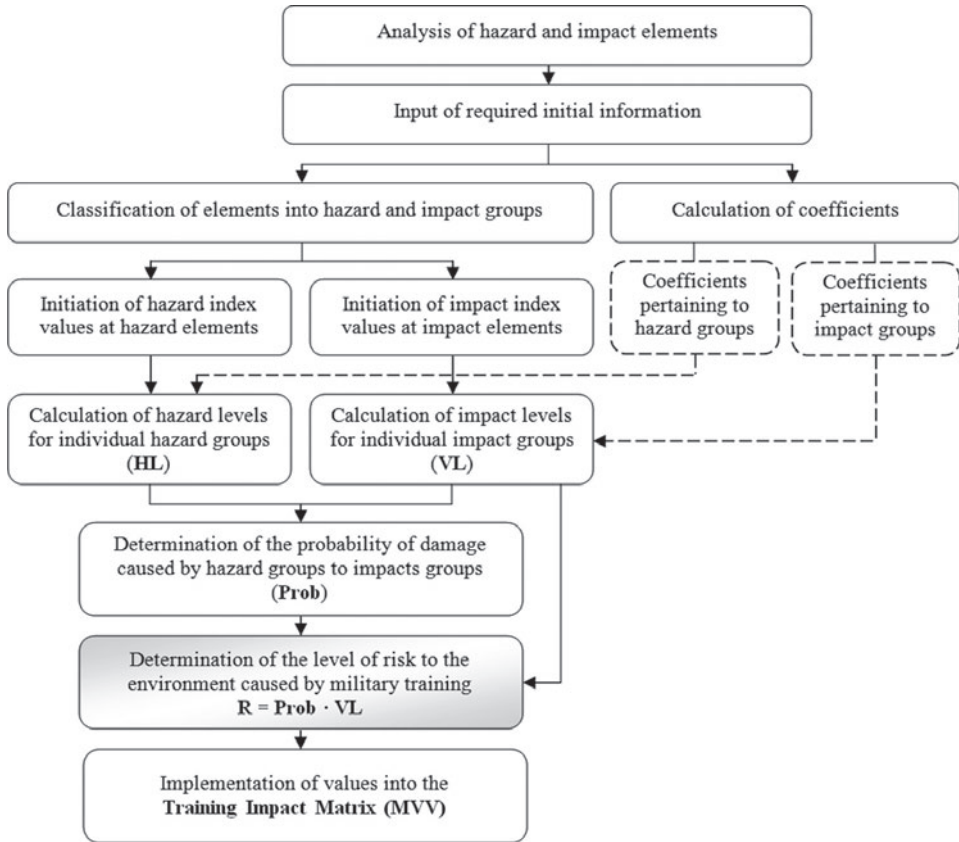 Analysis of hazard and impact elements
Input of required initial information
Classification of elements into hazard and impact groups
Calculation of coefficients
Initiation of hazard index
values at hazard elements
Initiation of impact index
values at impact elements
Coefficients
pertaining to
hazard groups
Coefficients
pertaining to
impact groups
Calculation of hazard levels
for individual hazard groups
(HL)
Calculation of impact levels
for individual impact groups
(VL)
Determination of the probability of damage
caused by hazard groups to impacts groups
(Prob)
Determination of the level of risk to the
environment caused by military training
R = Prob · VL
Implementation of values into the
Training Impact Matrix (MVV)